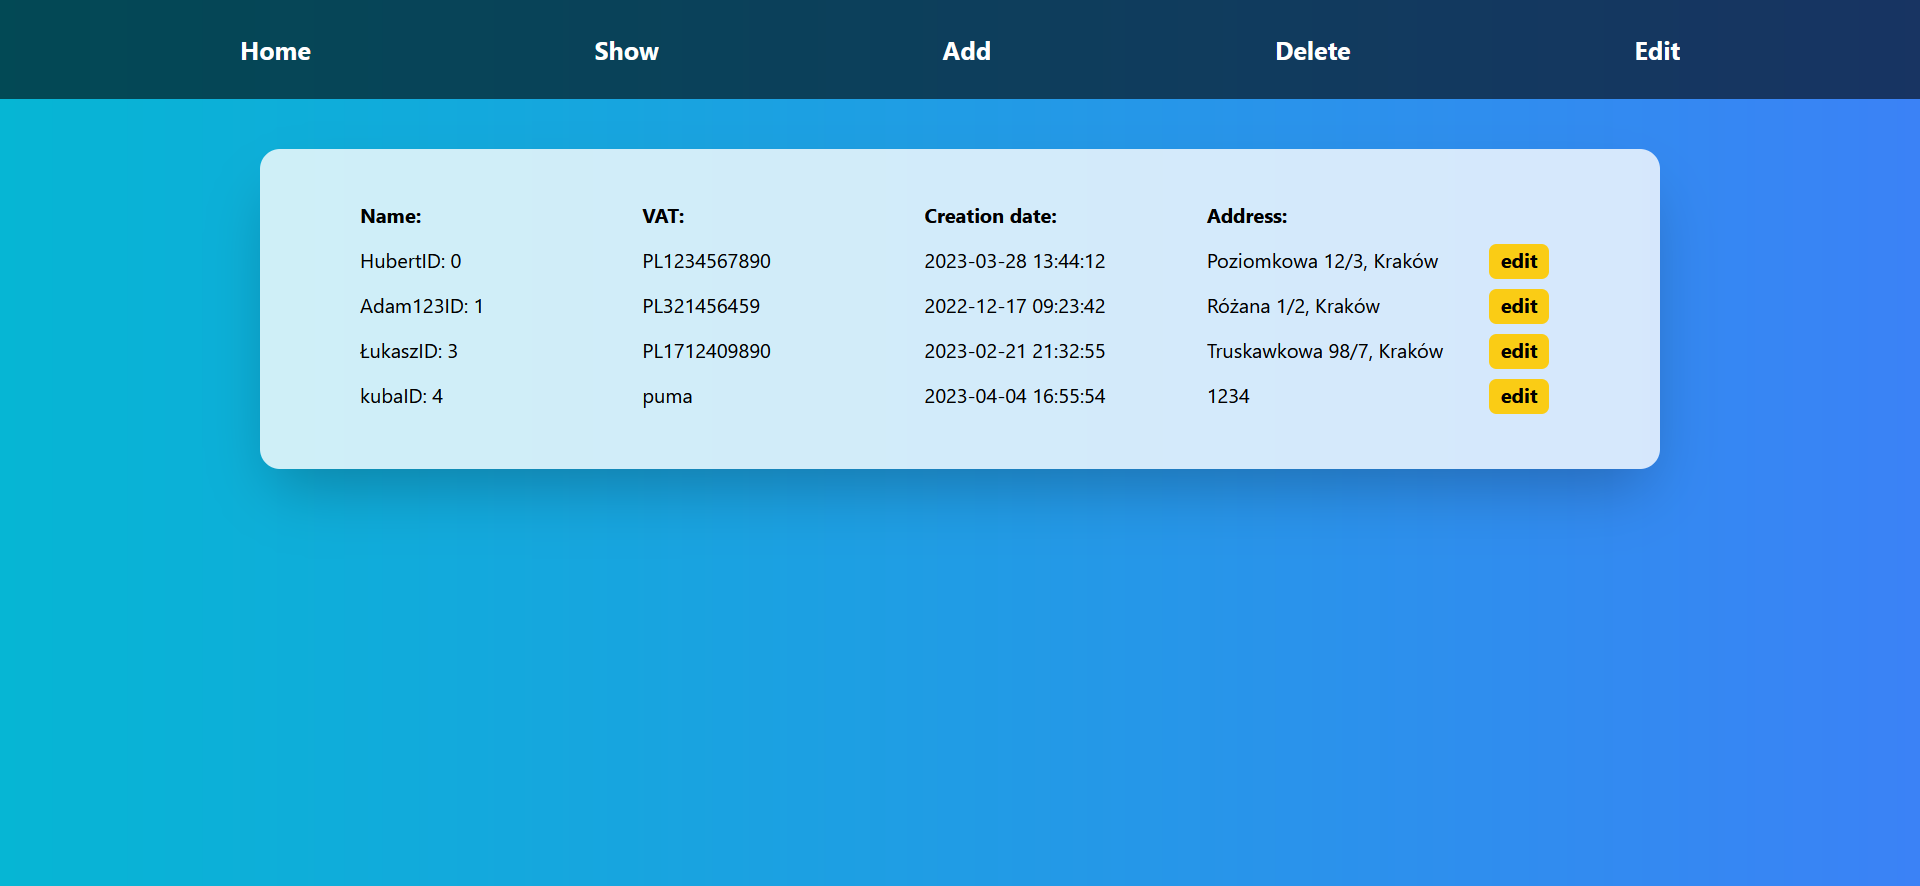 Home Show Add Delete Edit
Name: VAT: Creation date: Address:
HubertID: 0 PL1234567890 2023-03-28 13:44:12 Poziomkowa 12/3, Kraków edit
Adam123ID: 1 PL321456459 2022-12-17 09:23:42 Różana 1/2, Kraków edit
ŁukaszID: 3 PL1712409890 2023-02-21 21:32:55 Truskawkowa 98/7, Kraków edit
kubaID: 4 puma 2023-04-04 16:55:54 1234 edit